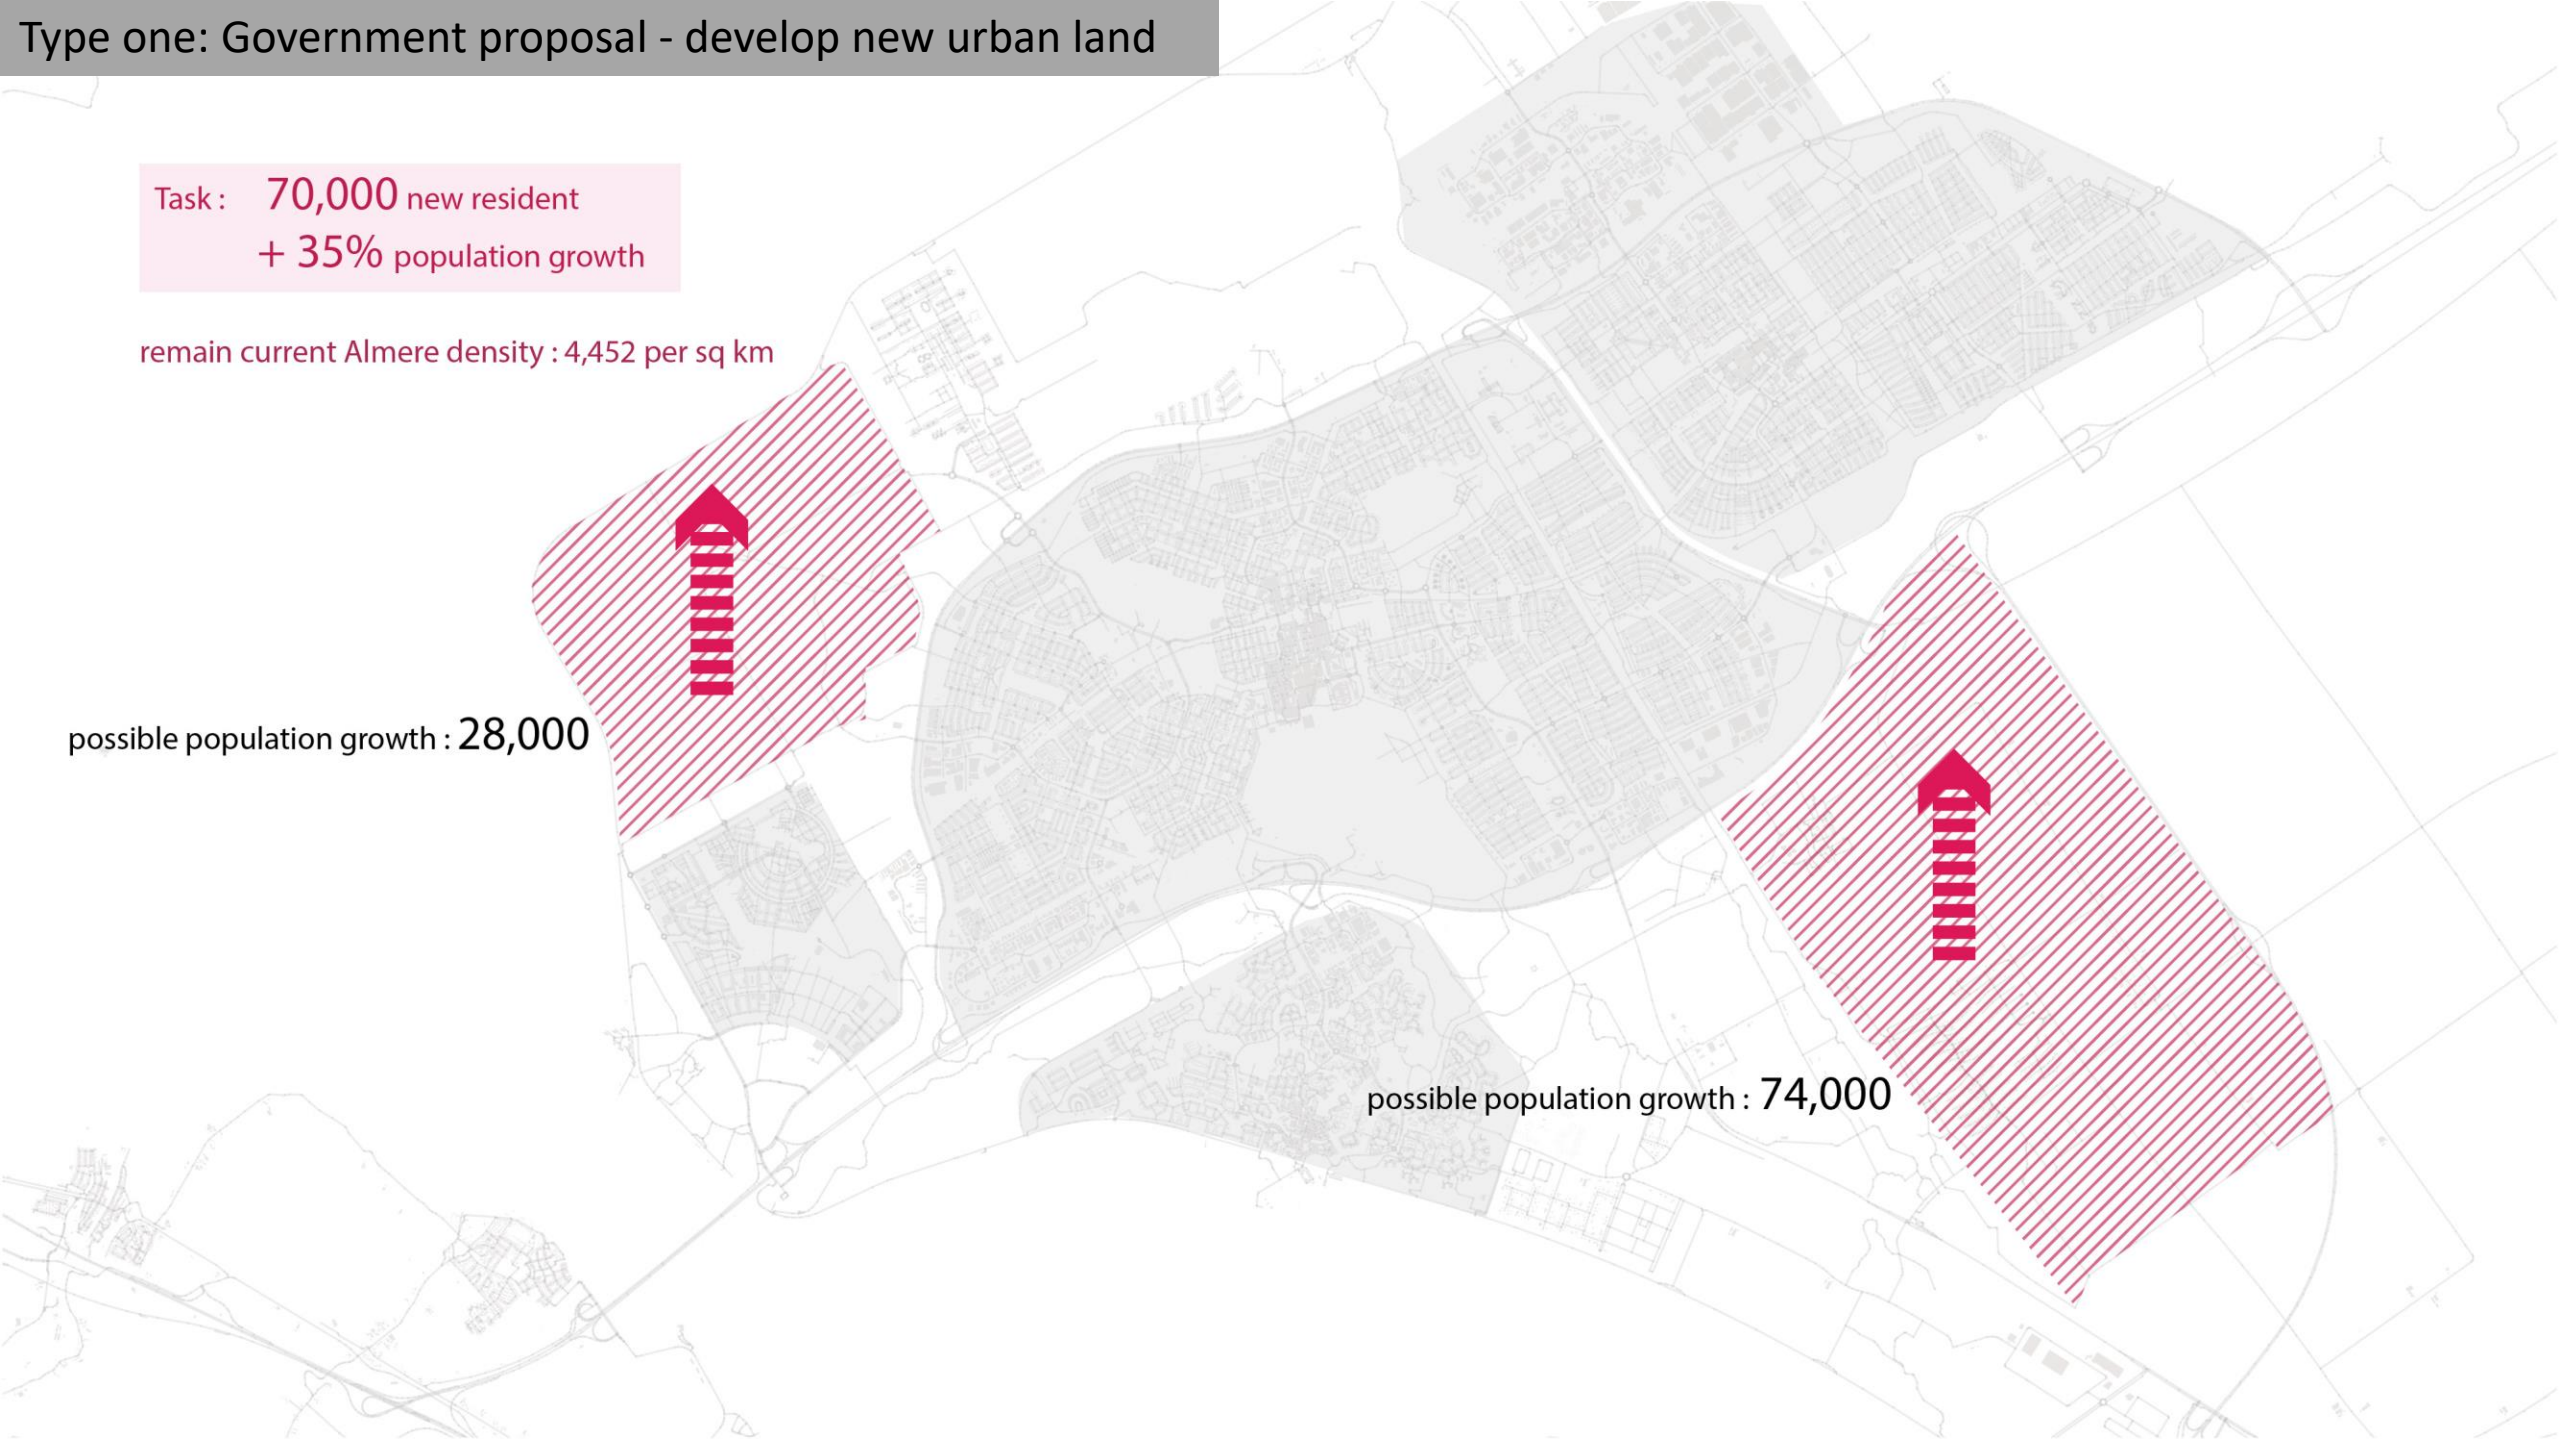 Type one: Government proposal - develop new urban land
Task : 70,000 new resident
+ 35% population growth
remain current Almere density : 4,452 per sq km
possible population growth : 28,000
possible population growth : 74,000